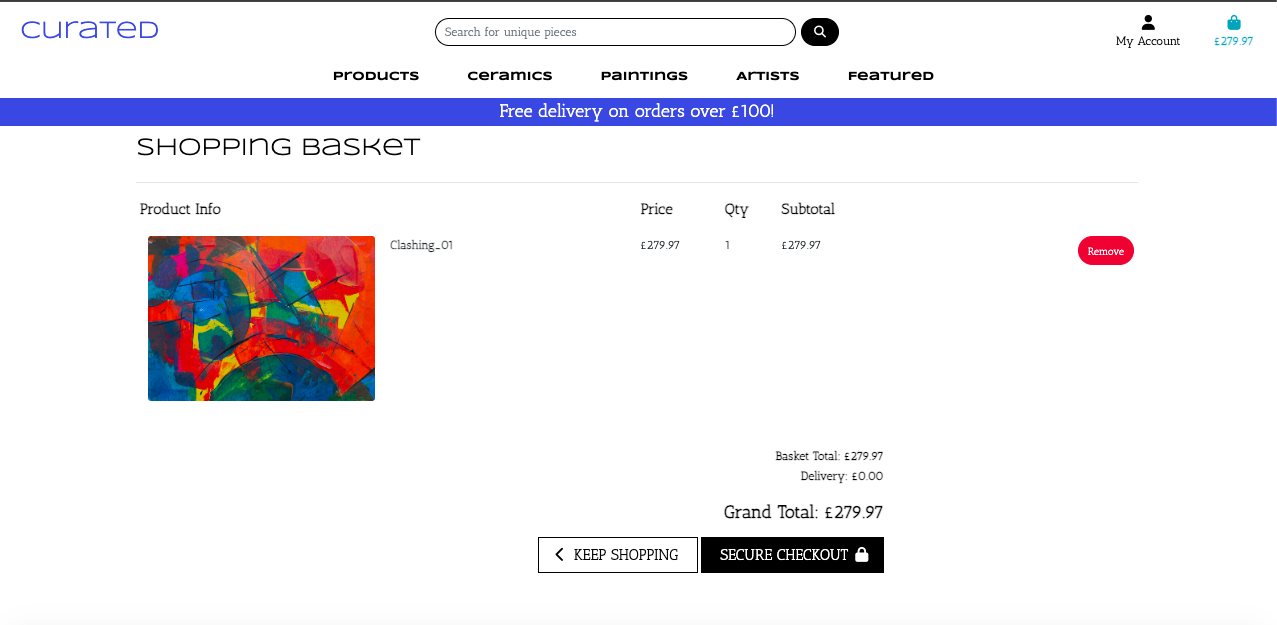 curated
Search for unique pieces
My Account
£279.97
Products Ceramics Paintings Artists Featured
Free delivery on orders over £100!
Shopping Basket
Product Info Price Qty Subtotal
Clashing_01 £279.97 1 £279.97 Remove
Basket Total: £279.97
Delivery: £0.00
Grand Total: £279.97
KEEP SHOPPING SECURE CHECKOUT